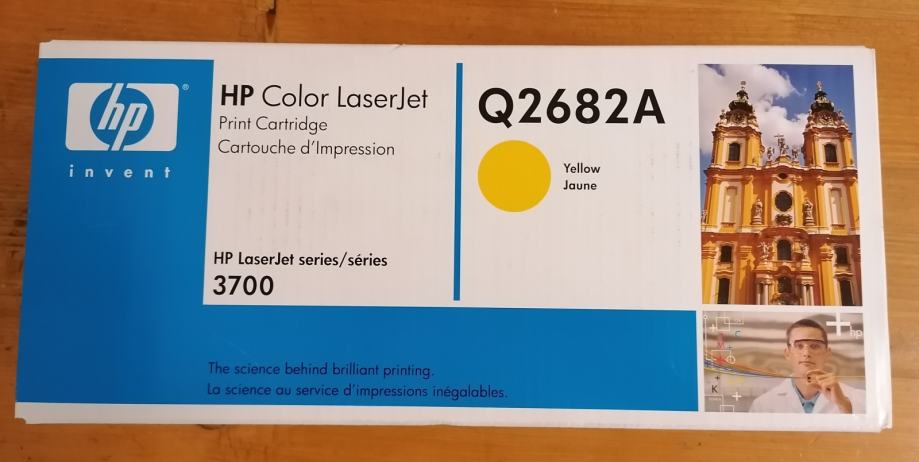 hp
®
invent
HP Color LaserJet
Print Cartridge
Cartouche d'Impression
HP LaserJet series/séries
3700
Q2682A
Yellow
Jaune
The science behind brilliant printing.
La science au service d'impressions inégalables.
C
M
K
+hp